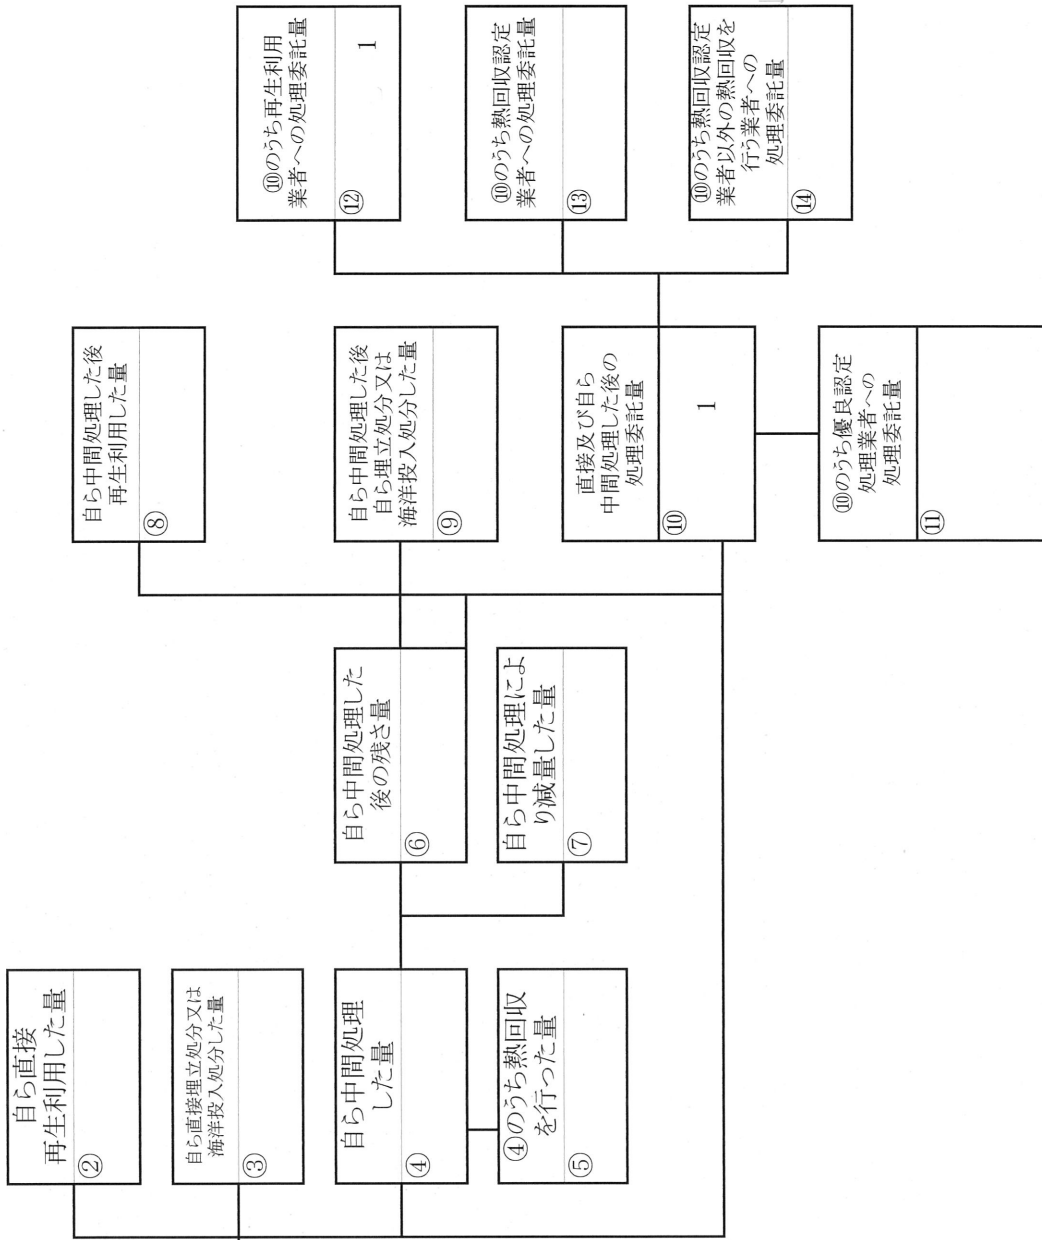 自ら直接
再生利用した量
②
自ら直接埋立処分又は
海洋投入処分した量
③
自ら中間処理
した量
④
④のうち熱回収
を行った量
⑤
自ら中間処理した
後の残さ量
⑥
自ら中間処理によ
り減量した量
⑦
自ら中間処理した後
再生利用した量
⑧
自ら中間処理した後
自ら埋立処分又は
海洋投入処分した量
⑨
直接及び自ら
中間処理した後の
処理委託量
⑩
1
⑩のうち優良認定
処理業者への
処理委託量
⑪
⑩のうち再生利用
業者への処理委託量
⑫
1
⑩のうち熱回収認定
業者への処理委託量
⑬
⑩のうち熱回収認定
業者以外の熱回収を
行う業者への
処理委託量
⑭